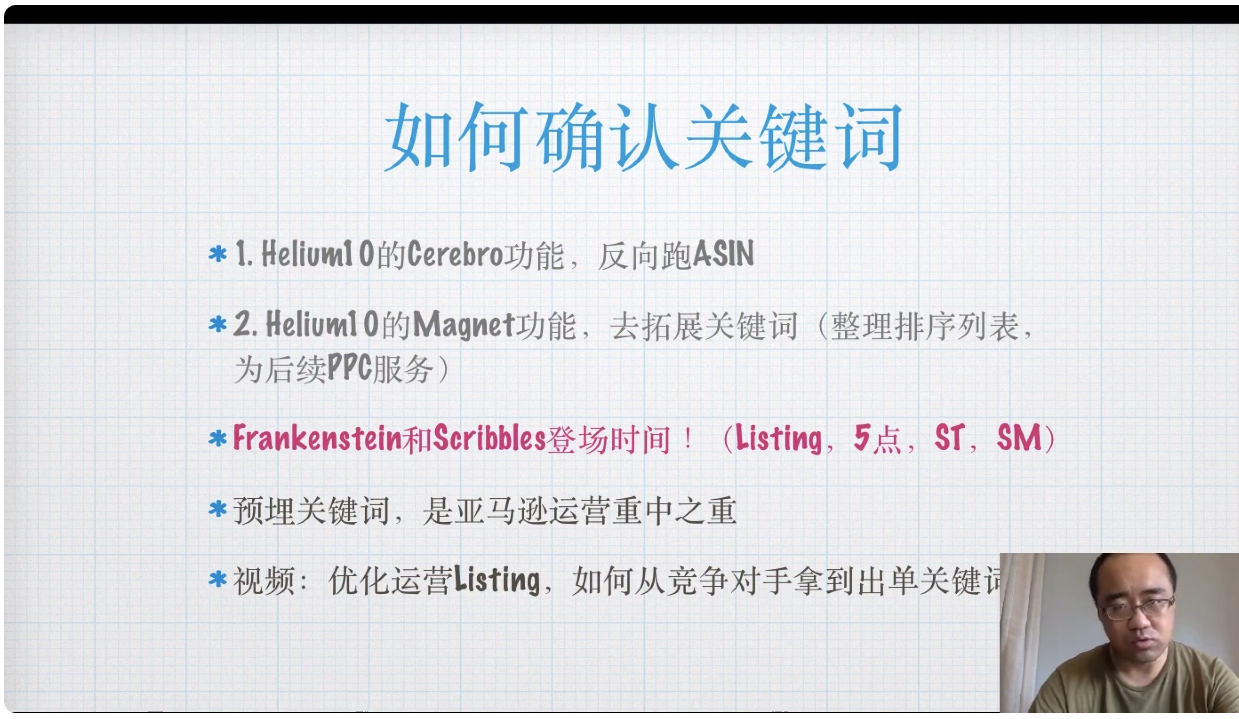 如何确认关键词
* 1. Helium10的Cerebro功能，反向跑ASIN
* 2. Helium10的Magnet功能，去拓展关键词（整理排序列表，
为后续PPC服务）
* Frankenstein和Scribbles登场时间！（Listing，5点，ST，SM）
* 预埋关键词，是亚马逊运营重中之重
* 视频：优化运营Listing，如何从竞争对手拿到出单关键词